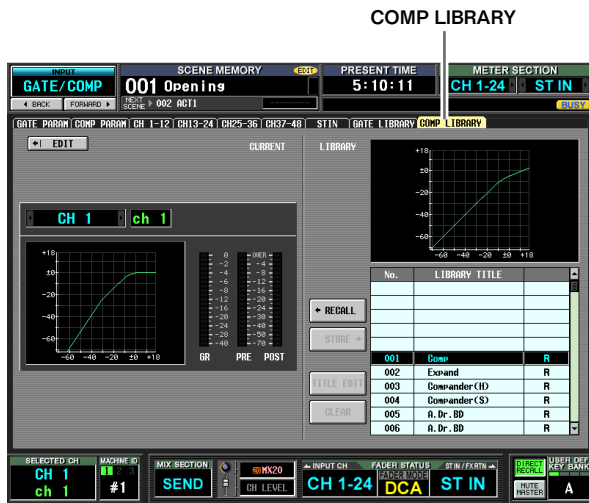 COMP LIBRARY
INPUT
GATE/COMP
BACK FORWARD
SCENE MEMORY EDIT
001 Opening
NEXT SCENE 002 ACT1
PRESENT TIME
5:10:11
METER SECTION
CH 1-24 ST IN
BUSY
GATE PARAM COMP PARAM CH 1-12 CH13-24 CH25-36 CH37-48 STIN GATE LIBRARY COMP LIBRARY
EDIT
CURRENT
LIBRARY
+18
±0
-20
-40
-60
-60 -40 -20 ±0 +18
CH 1 ch 1
+18
±0
-20
-40
-60
-60 -40 -20 ±0 +18
0 OVER
-2 -4
-4 -8
-6 -9
-8 -12
-12 -16
-16 -20
-20 -30
-24 -40
-28 -50
-40 -70
GR PRE POST
No. LIBRARY TITLE
RECALL
STORE
TITLE EDIT
CLEAR
001 Comp R
002 Expand R
003 Compander(H) R
004 Compander(S) R
005 A.Dr.BD R
006 A.Dr.BD R
SELECTED CH
CH 1
ch 1
MACHINE ID
1 2 3
#1
MIX SECTION
SEND
MIX20
CH LEVEL
INPUT CH FADER STATUS ST IN/FXRTN
CH 1-24
FADER MODE
DCA
ST IN
DIRECT RECALL
MUTE MASTER
USER DEF
KEY BANK
A